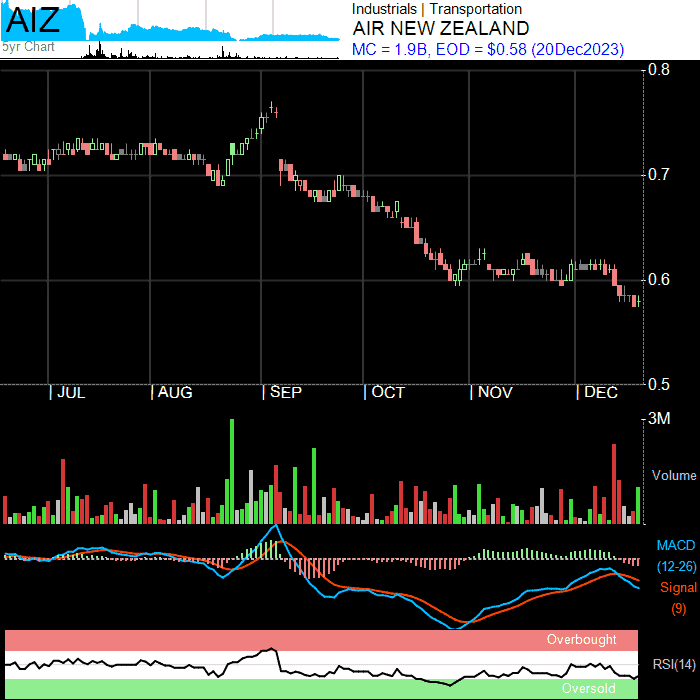 AIZ
5yr Chart
Industrials | Transportation
AIR NEW ZEALAND
MC = 1.9B, EOD = $0.58 (20Dec2023)
0.8
0.7
0.6
0.5
JUL
AUG
SEP
OCT
NOV
DEC
3M
Volume
MACD
(12-26)
Signal
(9)
Overbought
RSI(14)
Oversold